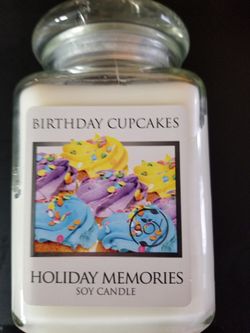 BIRTHDAY CUPCAKES
HOLIDAY MEMORIES
SOY CANDLE